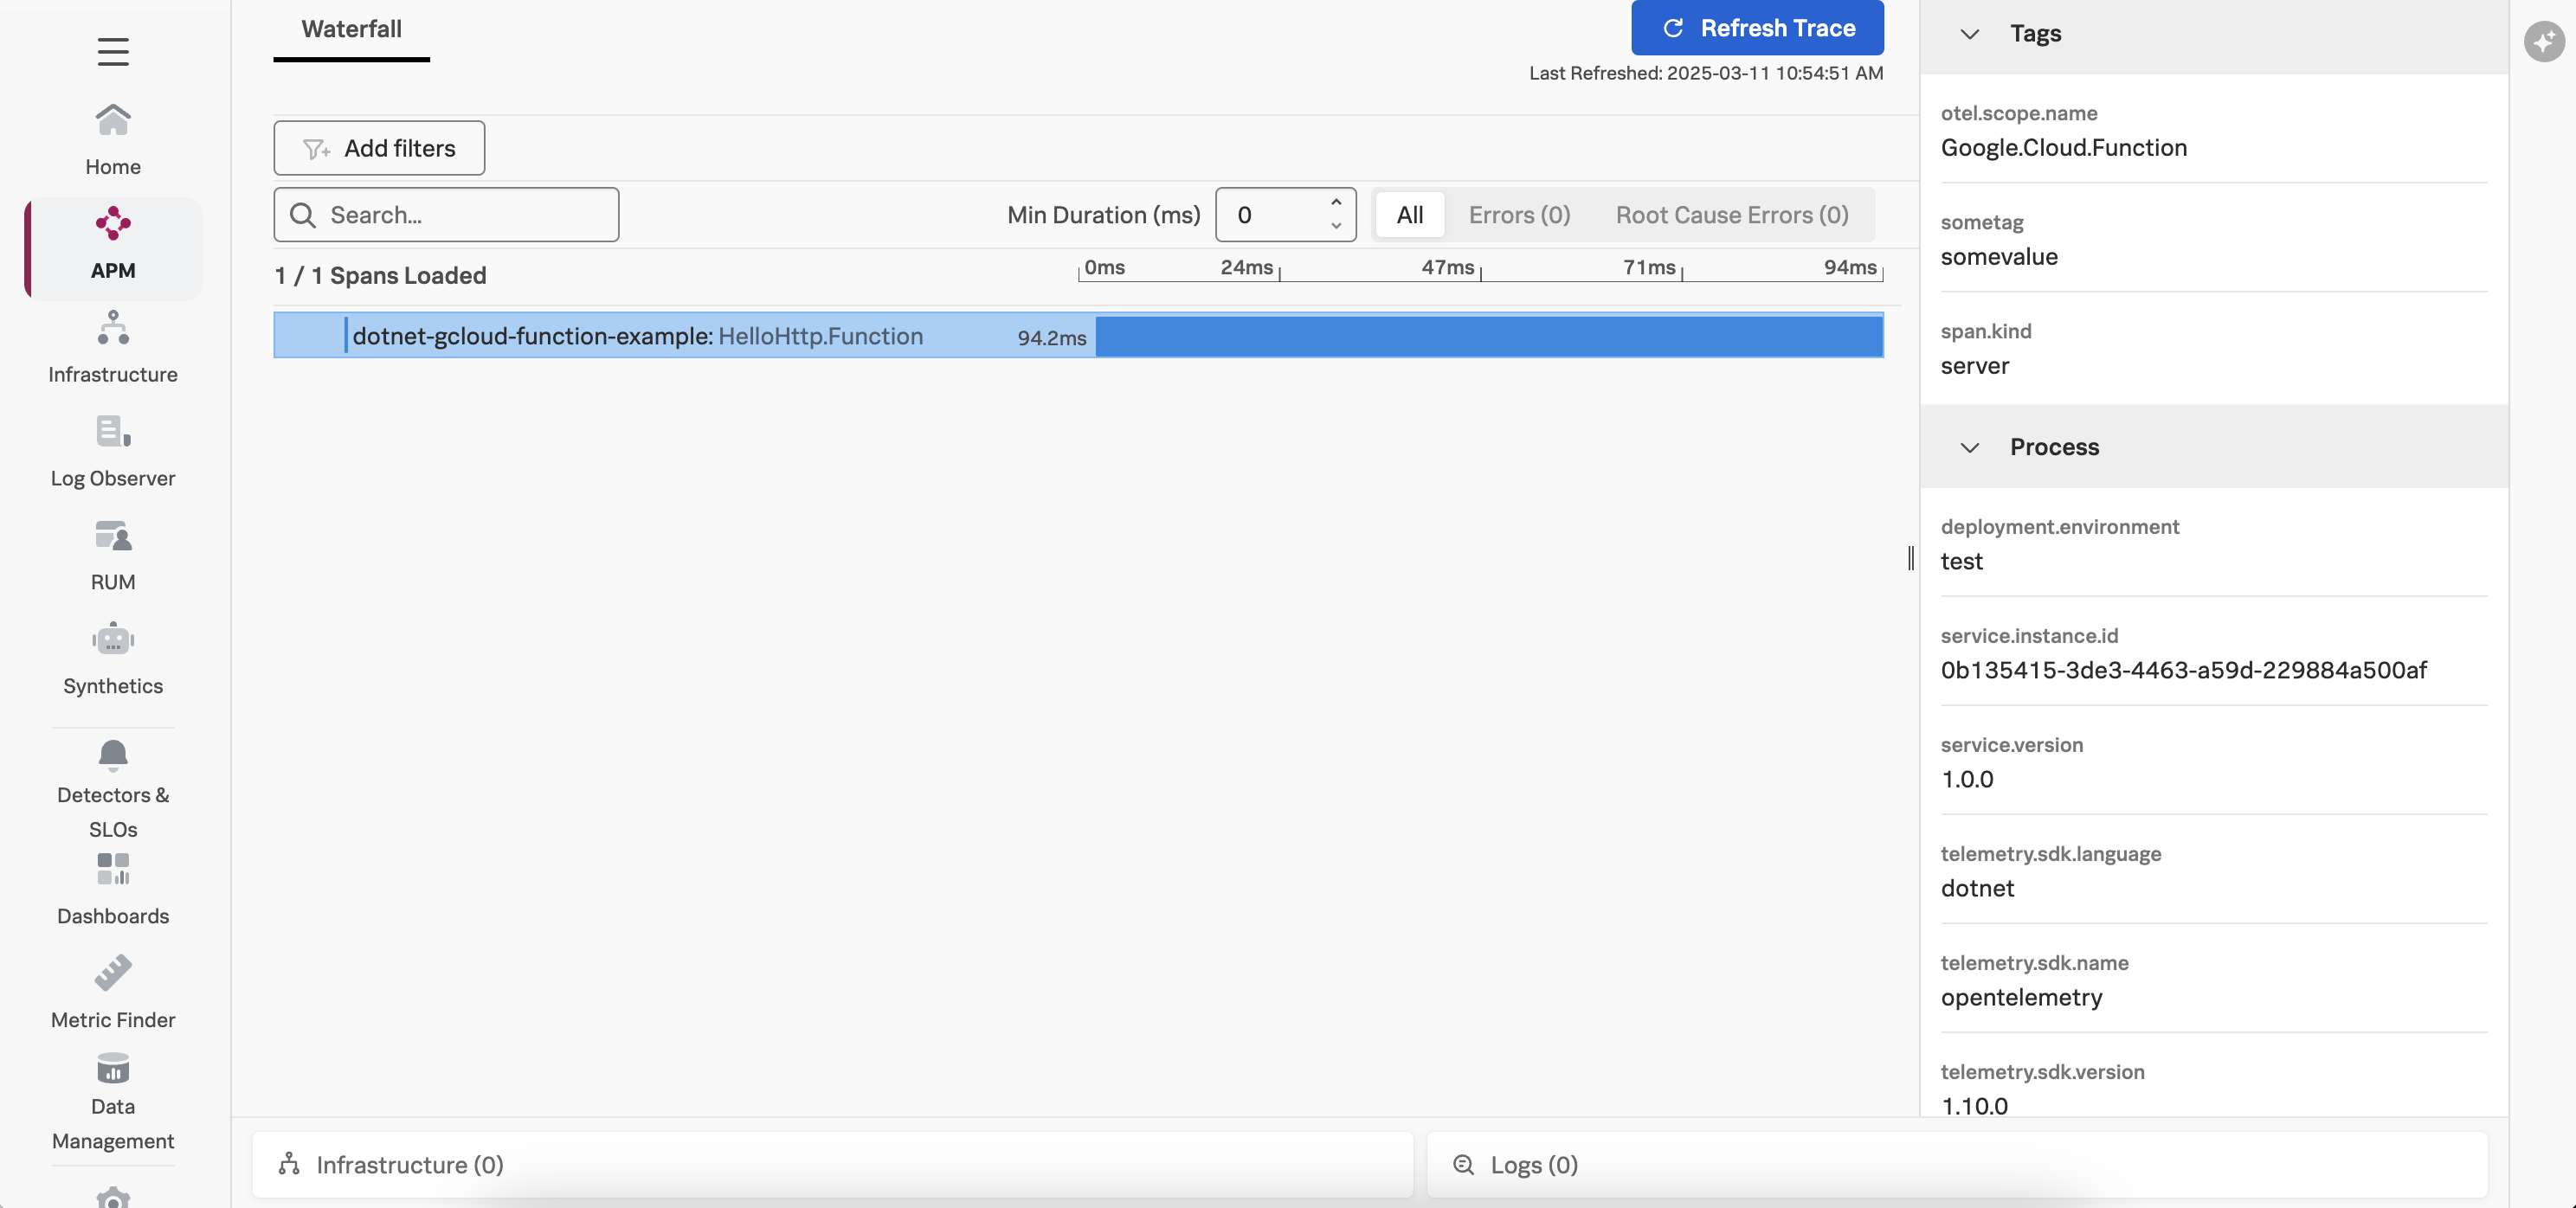 Home
APM
Infrastructure
Log Observer
RUM
Synthetics
Detectors &
SLOs
Dashboards
Metric Finder
Data
Management
Waterfall
Refresh Trace
Last Refreshed: 2025-03-11 10:54:51 AM
Add filters
Search...
Min Duration (ms)
0
All
Errors (0)
Root Cause Errors (0)
1 / 1 Spans Loaded
0ms
24ms
47ms
71ms
94ms
dotnet-gcloud-function-example: HelloHttp.Function
94.2ms
Infrastructure (0)
Logs (0)
Tags
otel.scope.name
Google.Cloud.Function
sometag
somevalue
span.kind
server
Process
deployment.environment
test
service.instance.id
0b135415-3de3-4463-a59d-229884a500af
service.version
1.0.0
telemetry.sdk.language
dotnet
telemetry.sdk.name
opentelemetry
telemetry.sdk.version
1.10.0